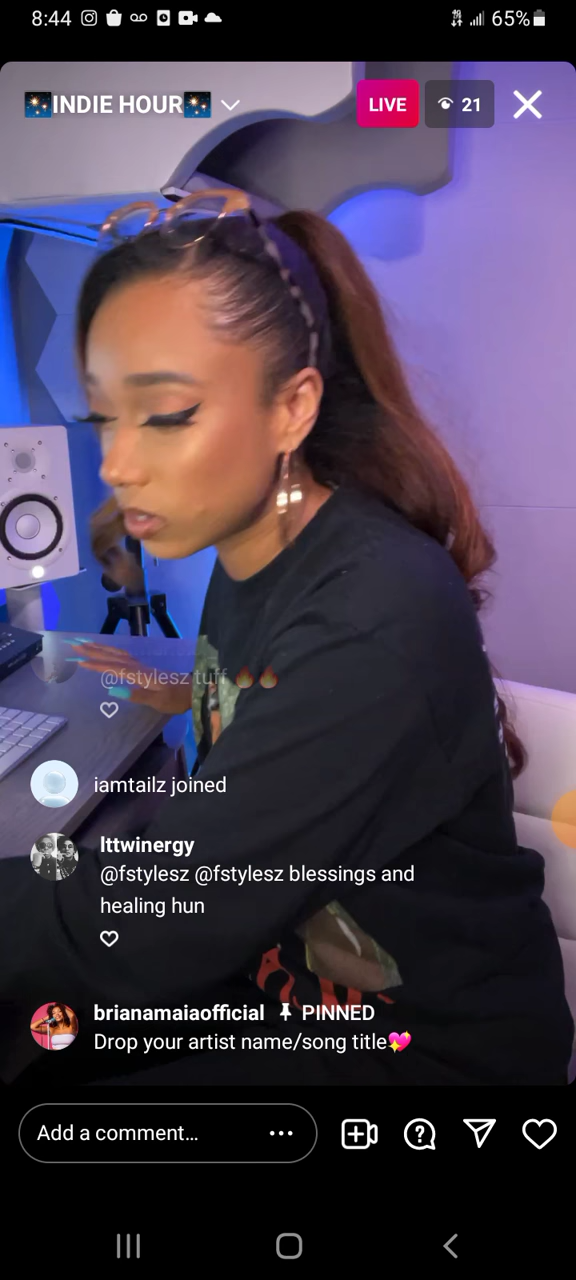 8:44
65%
🎇INDIE HOUR🎇
LIVE
21
@fstylesz tuff 🔥🔥
iamtailz joined
lttwinergy
@fstylesz @fstylesz blessings and
healing hun
brianamaiaofficial PINNED
Drop your artist name/song title💖
Add a comment...